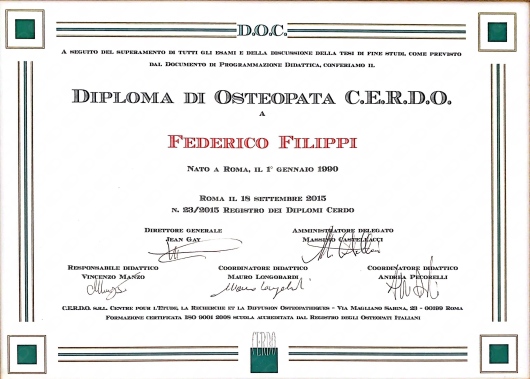 D.O.C.
A SEGUITO DEL SUPERAMENTO DI TUTTI GLI ESAMI E DELLA DISCUSSIONE DELLA TESI DI FINE STUDI, COME PREVISTO
DAL DOCUMENTO DI PROGRAMMAZIONE DIDATTICA, CONFERIAMO IL
DIPLOMA DI OSTEOPATA C.E.R.D.O.
A
FEDERICO FILIPPI
NATO A ROMA, IL 1° GENNAIO 1990
ROMA IL 18 SETTEMBRE 2015
N. 23/2015 REGISTRO DEI DIPLOMI CERDO
DIRETTORE GENERALE
JEAN GAY
AMMINISTRATORE DELEGATO
MASSIMO CASTELLACCI
RESPONSABILE DIDATTICO
VINCENZO MANZO
COORDINATORE DIDATTICO
MAURO LONGOBARDI
COORDINATORE DIDATTICO
ANDREA PECORELLI
C.E.R.D.O. S.R.L. CENTRE POUR L'ETUDE, LA RECHERCHE ET LA DIFFUSION OSTEOPATHIQUES - VIA MAGLIANO SABINA, 23 - 00199 ROMA
FORMAZIONE CERTIFICATA ISO 9001 2008 SCUOLA ACCREDITATA DAL REGISTRO DEGLI OSTEOPATI ITALIANI
CERDO